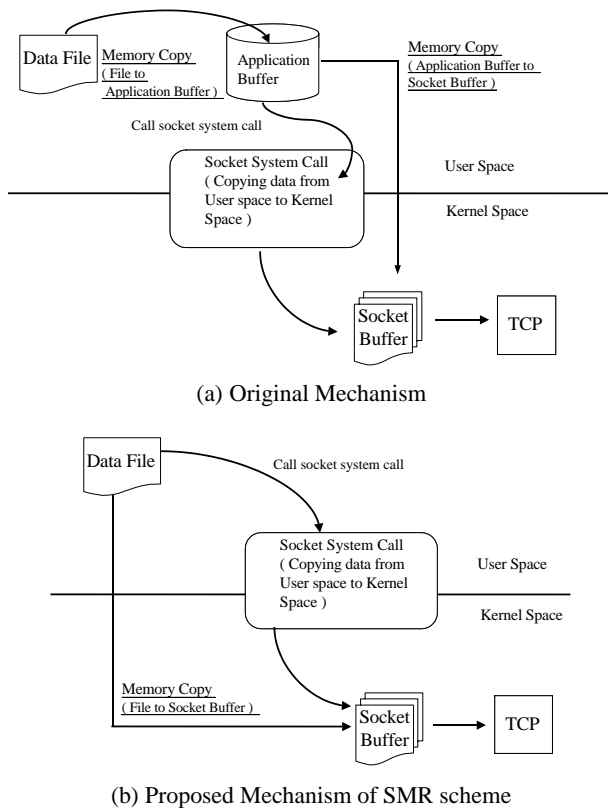 Data File
Memory Copy
( File to
Application Buffer )
Application
Buffer
Memory Copy
( Application Buffer to
Socket Buffer )
Call socket system call
Socket System Call
( Copying data from
User space to Kernel
Space )
User Space
Kernel Space
Socket
Buffer
TCP
(a) Original Mechanism
Data File
Call socket system call
Socket System Call
( Copying data from
User space to Kernel
Space )
User Space
Kernel Space
Memory Copy
( File to Socket Buffer )
Socket
Buffer
TCP
(b) Proposed Mechanism of SMR scheme